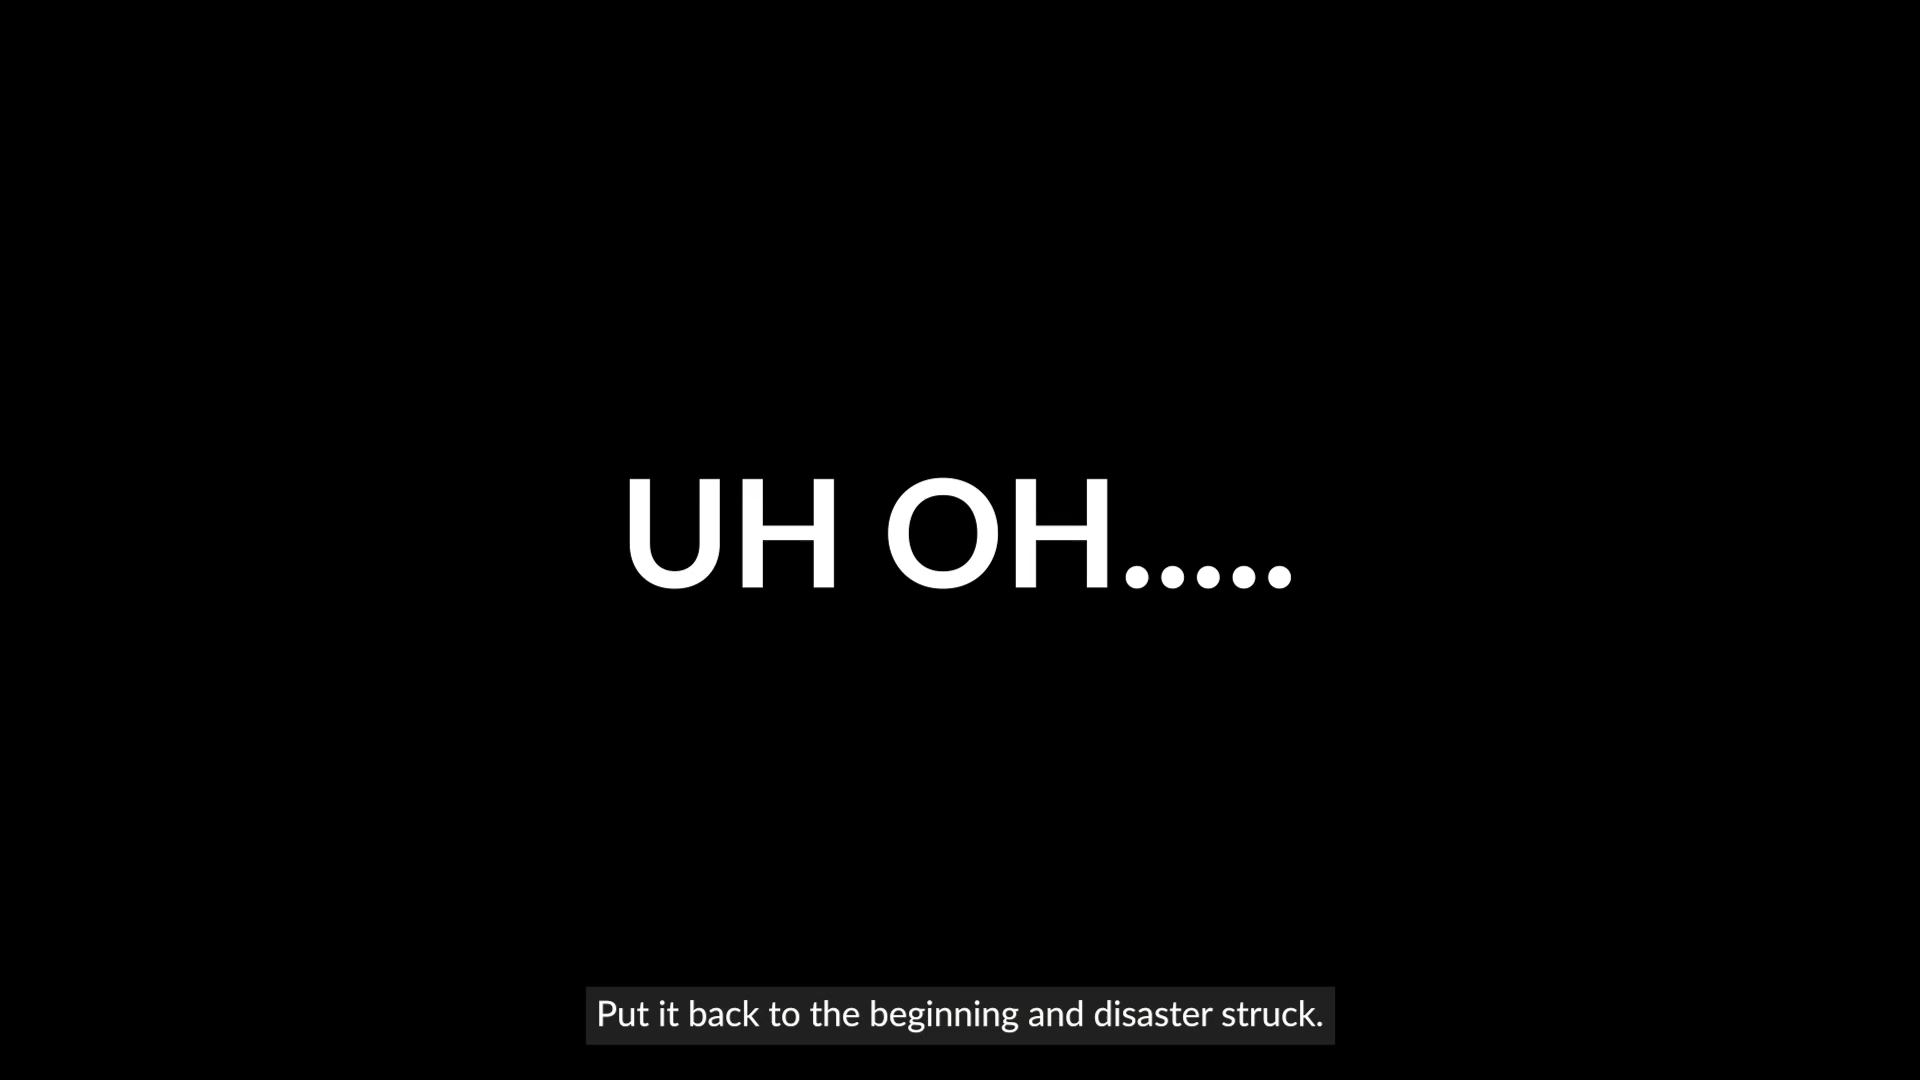 UH OH.....
Put it back to the beginning and disaster struck.